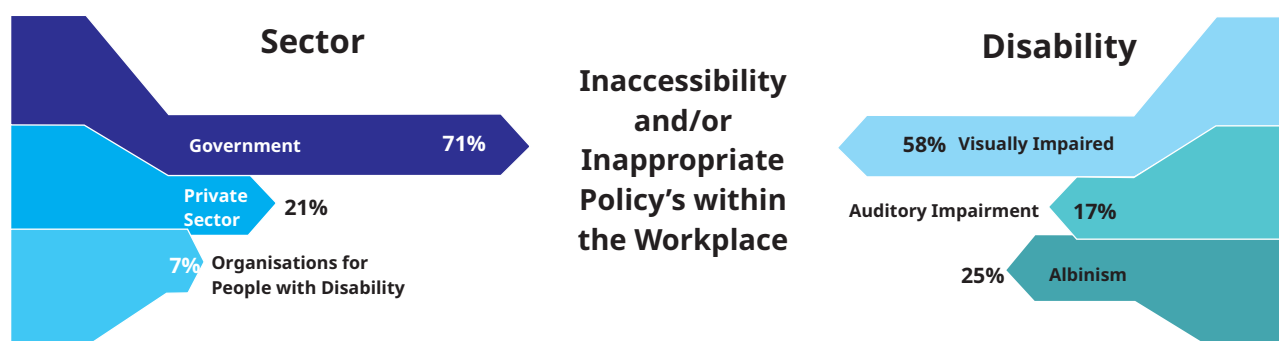 Sector
Government 71%
Private
Sector
21%
7%
Organisations for
People with Disability
Inaccessibility
and/or
Inappropriate
Policy’s within
the Workplace
Disability
58% Visually Impaired
Auditory Impairment 17%
25% Albinism